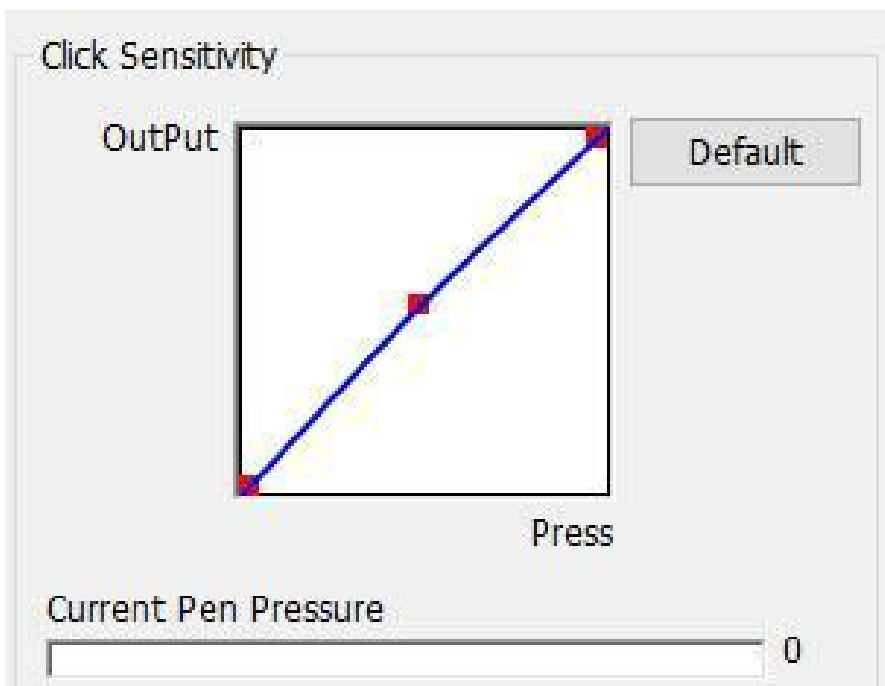 Click Sensitivity
OutPut
Default
Press
Current Pen Pressure
0